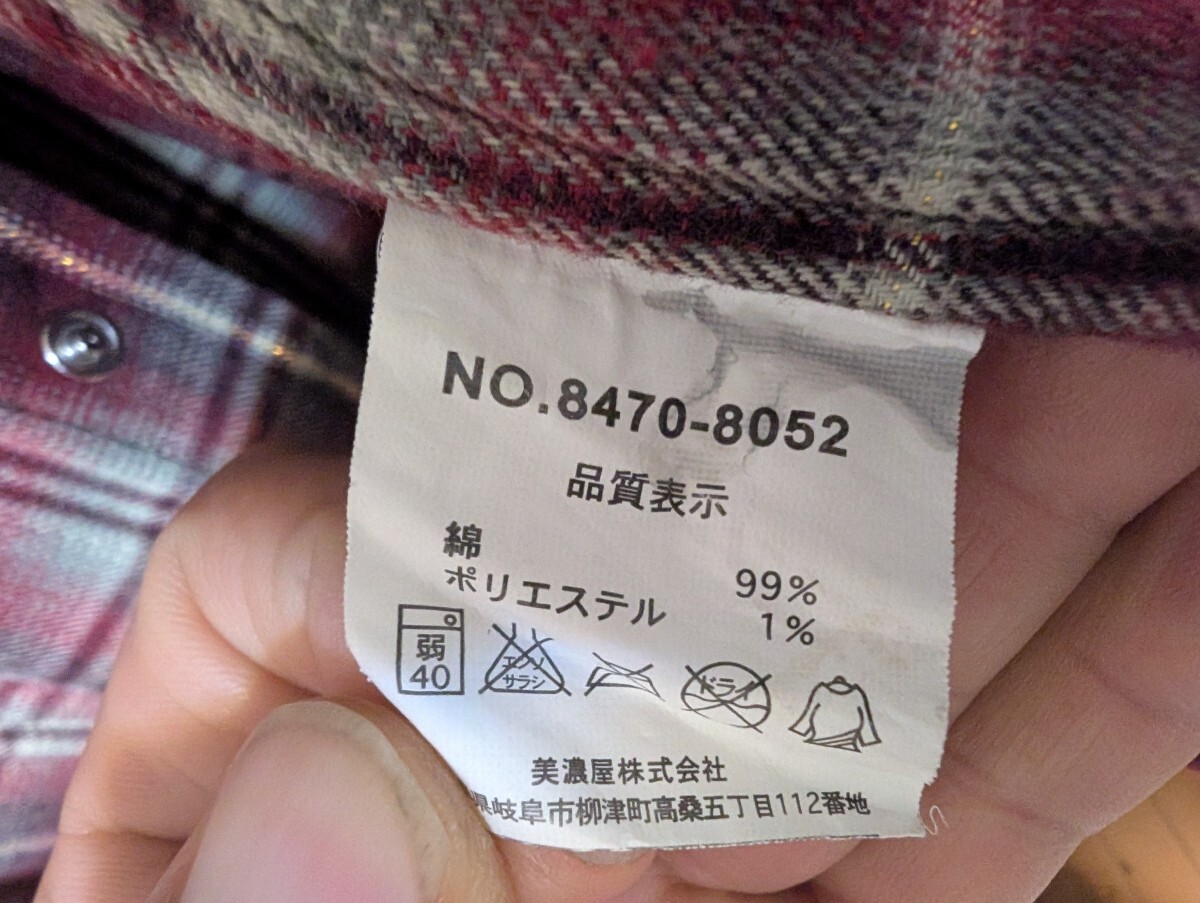 NO.8470-8052
品質表示
綿 99%
ポリエステル 1%
弱
40
エンソ
サラシ
ドライ
美濃屋株式会社
県岐阜市柳津町高桑五丁目112番地